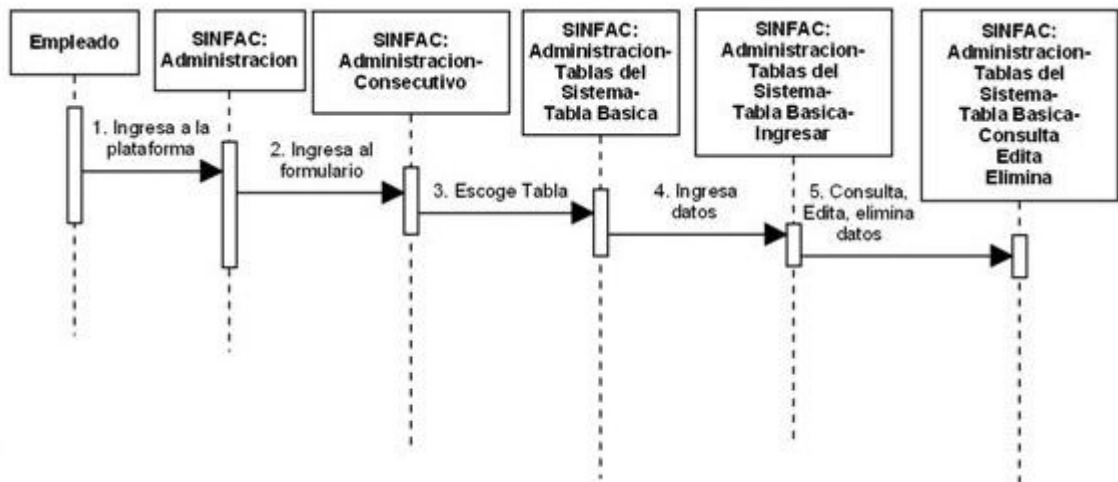 Empleado
SINFAC:
Administracion
SINFAC:
Administracion-
Consecutivo
SINFAC:
Administracion-
Tablas del
Sistema-
Tabla Basica
SINFAC:
Administracion-
Tablas del
Sistema-
Tabla Basica-
Ingresar
SINFAC:
Administracion-
Tablas del
Sistema-
Tabla Basica-
Consulta
Edita
Elimina
1. Ingresa a la
plataforma
2. Ingresa al
formulario
3. Escoge Tabla
4. Ingresa
datos
5. Consulta,
Edita, elimina
datos